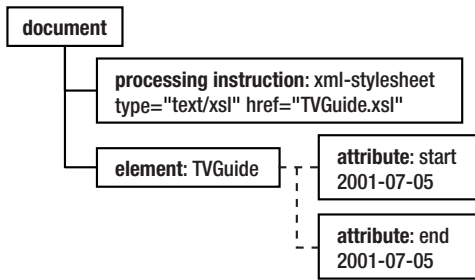 document
processing instruction: xml-stylesheet
type="text/xsl" href="TVGuide.xsl"
element: TVGuide
attribute: start
2001-07-05
attribute: end
2001-07-05